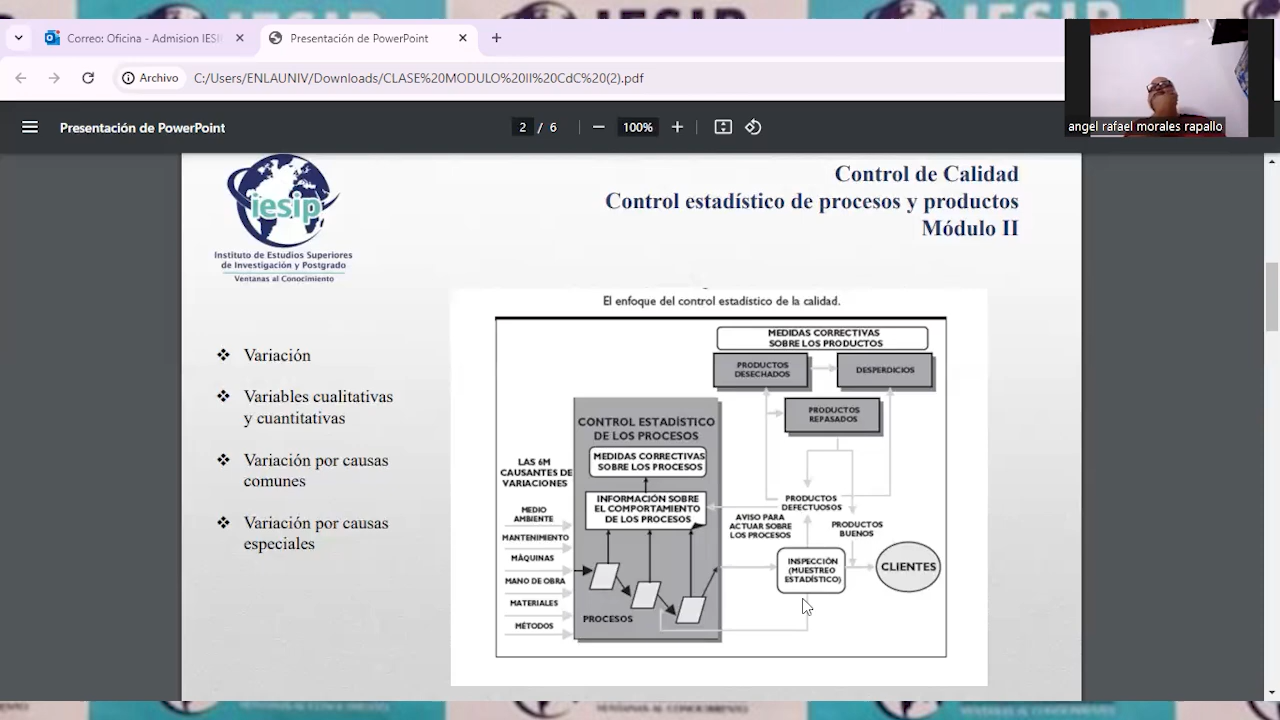 Correo: Oficina - Admision IESI
Presentación de PowerPoint
Archivo
C:/Users/ENLAUNIV/Downloads/CLASE%20MODULO%20II%20CdC%20(2).pdf
angel rafael morales rapallo
Presentación de PowerPoint
2 / 6
100%
iesip
Instituto de Estudios Superiores
de Investigación y Postgrado
Ventanas al Conocimiento
Control de Calidad
Control estadístico de procesos y productos
Módulo II
Variación
Variables cualitativas
y cuantitativas
Variación por causas
comunes
Variación por causas
especiales
El enfoque del control estadístico de la calidad.
MEDIDAS CORRECTIVAS
SOBRE LOS PRODUCTOS
PRODUCTOS
DESECHADOS
DESPERDICIOS
PRODUCTOS
REPASADOS
CONTROL ESTADÍSTICO
DE LOS PROCESOS
MEDIDAS CORRECTIVAS
SOBRE LOS PROCESOS
LAS 6M
CAUSANTES DE
VARIACIONES
INFORMACIÓN SOBRE
EL COMPORTAMIENTO
DE LOS PROCESOS
MEDIO
AMBIENTE
MANTENIMIENTO
MÁQUINAS
MANO DE OBRA
MATERIALES
MÉTODOS
PROCESOS
PRODUCTOS
DEFECTUOSOS
AVISO PARA
ACTUAR SOBRE
LOS PROCESOS
PRODUCTOS
BUENOS
INSPECCIÓN
(MUESTREO
ESTADÍSTICO)
CLIENTES